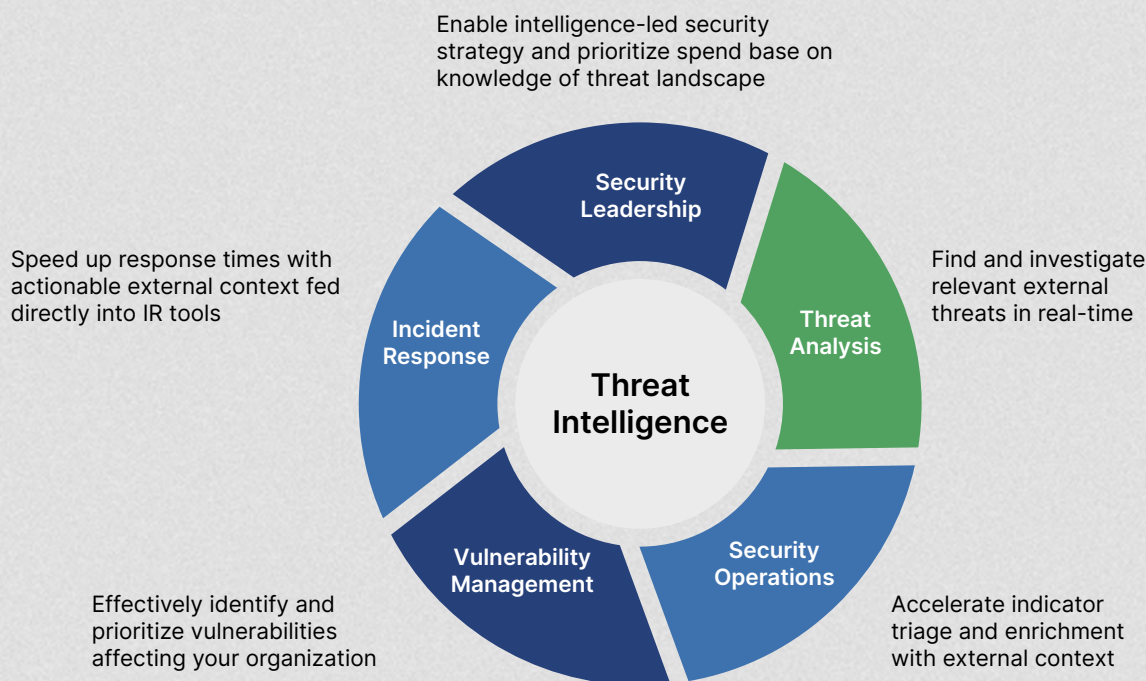 Enable intelligence-led security
strategy and prioritize spend base on
knowledge of threat landscape
Security
Leadership
Speed up response times with
actionable external context fed
directly into IR tools
Incident
Response
Threat
Analysis
Find and investigate
relevant external
threats in real-time
Threat
Intelligence
Vulnerability
Management
Security
Operations
Effectively identify and
prioritize vulnerabilities
affecting your organization
Accelerate indicator
triage and enrichment
with external context